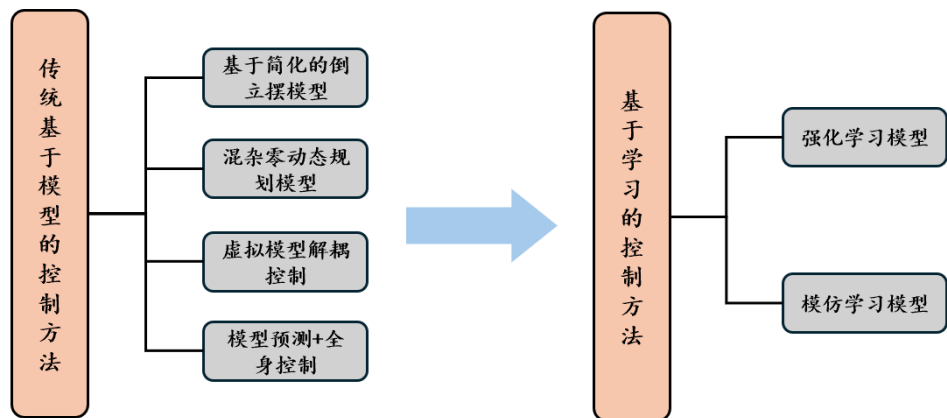 传统基于模型的控制方法
基于简化的倒
立摆模型
混杂零动态规
划模型
虚拟模型解耦
控制
模型预测+全
身控制
基于学习的控制方法
强化学习模型
模仿学习模型